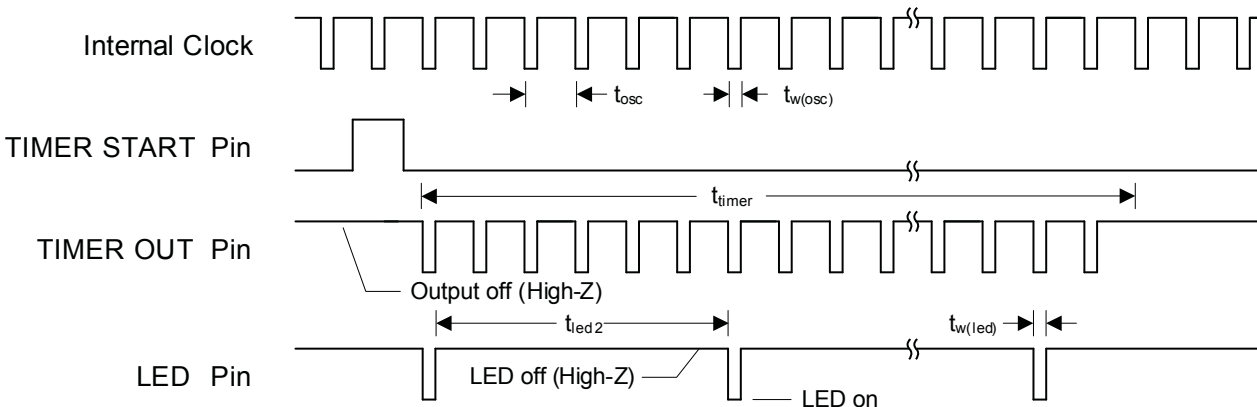 Internal Clock
tosc
tw(osc)
TIMER START Pin
ttimer
TIMER OUT Pin
Output off (High-Z)
tled2
tw(led)
LED Pin
LED off (High-Z)
LED on